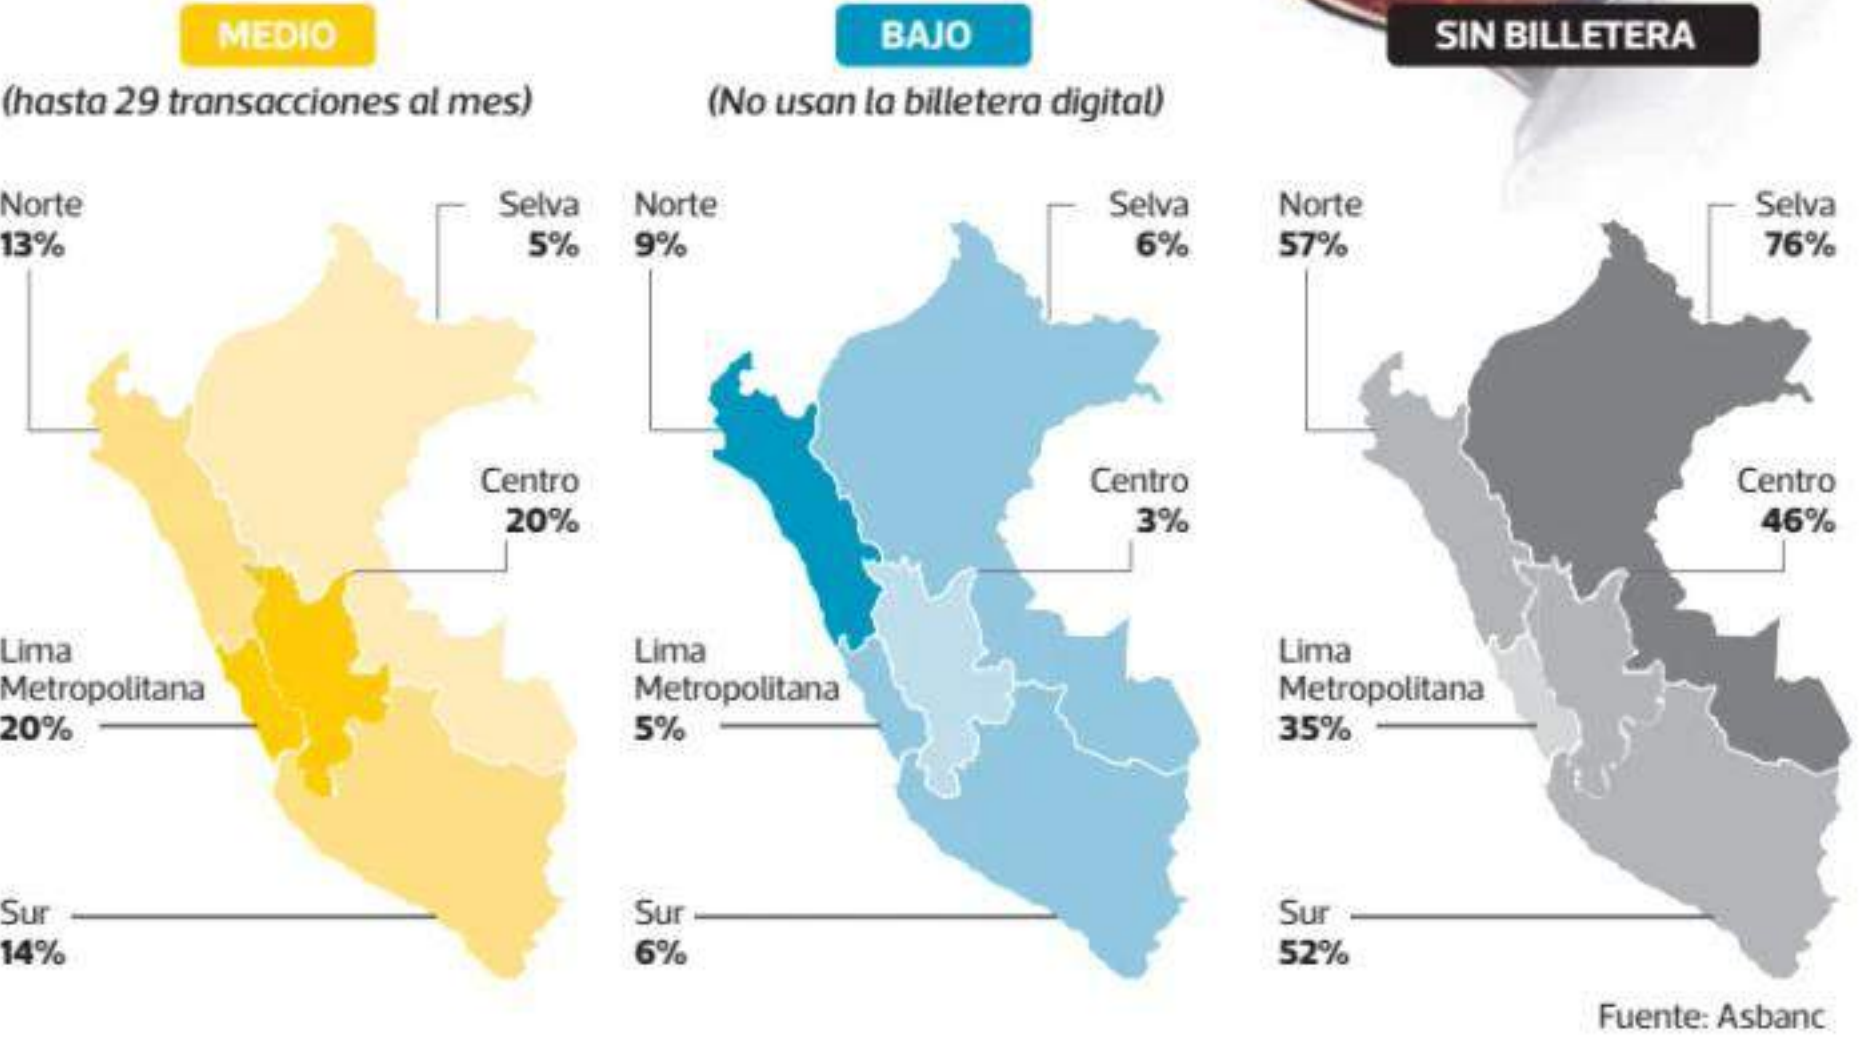 MEDIO
(hasta 29 transacciones al mes)
Norte
13%
Selva
5%
Centro
20%
Lima
Metropolitana
20%
Sur
14%
BAJO
(No usan la billetera digital)
Norte
9%
Selva
6%
Centro
3%
Lima
Metropolitana
5%
Sur
6%
SIN BILLETERA
Norte
57%
Selva
76%
Centro
46%
Lima
Metropolitana
35%
Sur
52%
Fuente: Asbanc